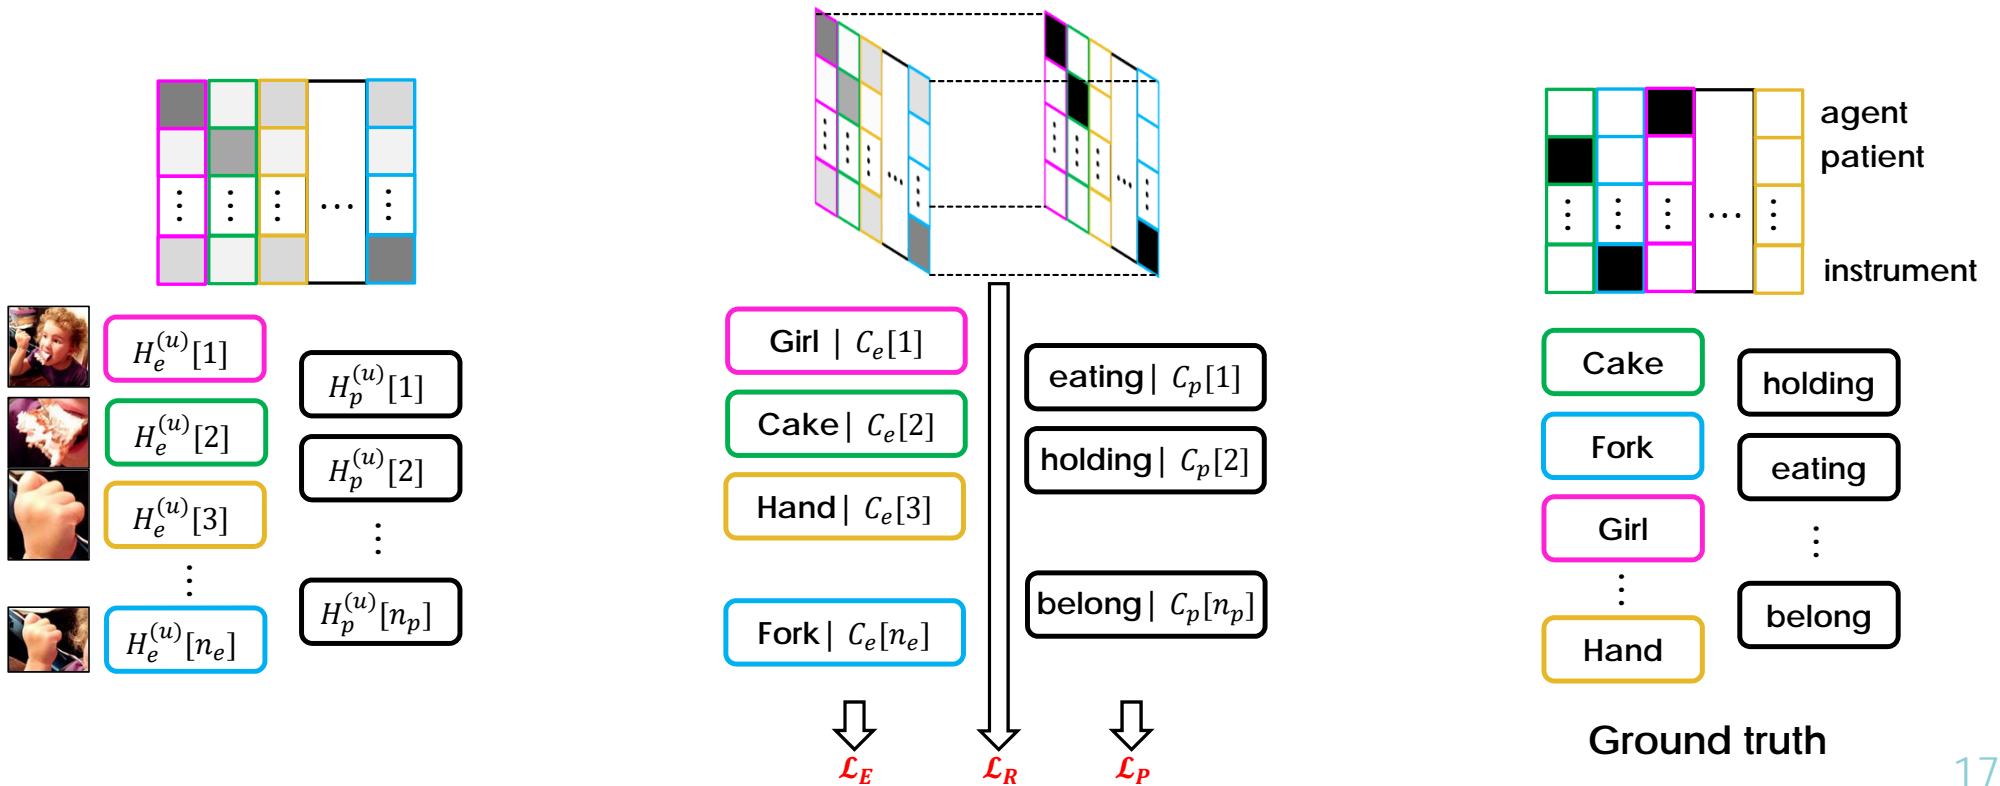 agent
patient
instrument
⋮ ⋮ ⋮ … ⋮
⋮ ⋮ ⋮ … ⋮
⋮ ⋮ ⋮ … ⋮
⋮ ⋮ ⋮ … ⋮
H_e^{(u)}[1]
H_e^{(u)}[2]
H_e^{(u)}[3]
⋮
H_e^{(u)}[n_e]
H_p^{(u)}[1]
H_p^{(u)}[2]
⋮
H_p^{(u)}[n_p]
Girl | C_e[1]
Cake | C_e[2]
Hand | C_e[3]
Fork | C_e[n_e]
eating | C_p[1]
holding | C_p[2]
belong | C_p[n_p]
ℒ_E ℒ_R ℒ_P
Cake
Fork
Girl
⋮
Hand
holding
eating
⋮
belong
Ground truth
17